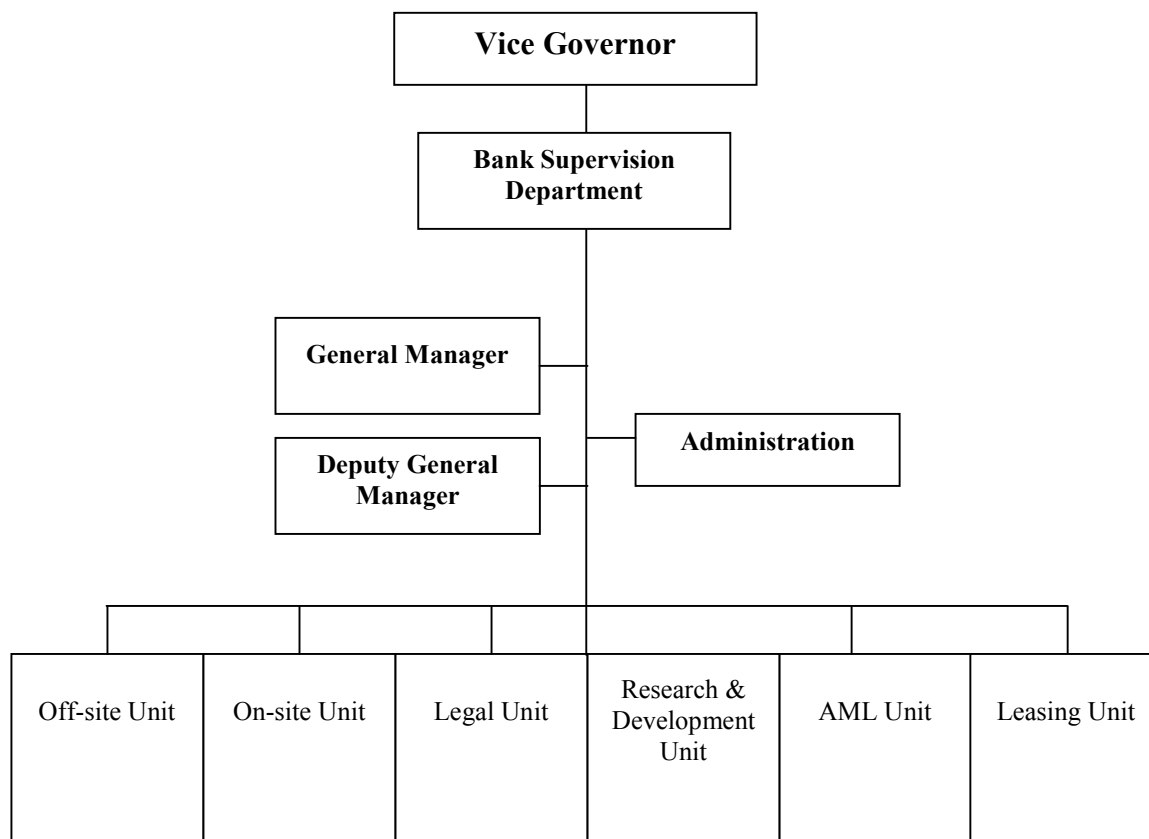 Vice Governor
Bank Supervision
Department
General Manager
Administration
Deputy General
Manager
Off-site Unit
On-site Unit
Legal Unit
Research &
Development
Unit
AML Unit
Leasing Unit